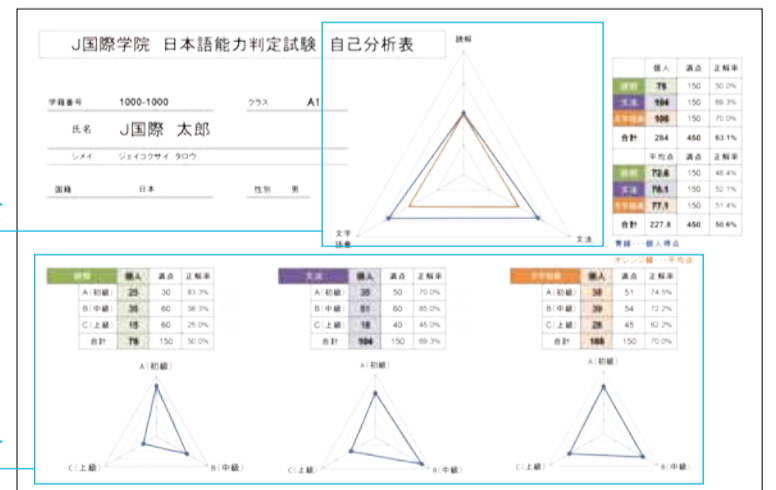 J国際学院 日本語能力判定試験 自己分析表
学籍番号 1000-1000 クラス A1
氏名 J国際 太郎
シメイ ジェイコクサイ タロウ
国籍 日本 性別 男
読解
文字語彙
文法
個人 満点 正解率
読解 75 150 50.0%
文法 104 150 69.3%
文字語彙 105 150 70.0%
合計 284 450 63.1%
平均点 満点 正解率
読解 72.6 150 48.4%
文法 78.1 150 52.1%
文字語彙 77.1 150 51.4%
合計 227.8 450 50.6%
青線・・・個人得点
オレンジ線・・・平均点
読解 個人 満点 正解率
A(初級) 25 30 83.3%
B(中級) 35 60 58.3%
C(上級) 15 60 25.0%
合計 75 150 50.0%
文法 個人 満点 正解率
A(初級) 35 50 70.0%
B(中級) 51 60 85.0%
C(上級) 18 40 45.0%
合計 104 150 69.3%
文字語彙 個人 満点 正解率
A(初級) 38 51 74.5%
B(中級) 39 54 72.2%
C(上級) 28 45 62.2%
合計 150 70.0%
A(初級)
C(上級)
B(中級)
A(初級)
C(上級)
B(中級)
A(初級)
C(上級)
B(中級)